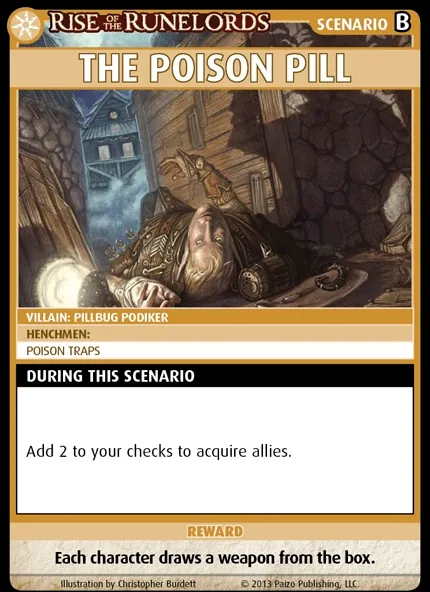 RISE OF THE RUNELORDS
SCENARIO B
THE POISON PILL
VILLAIN: PILLBUG PODIKER
HENCHMEN:
POISON TRAPS
DURING THIS SCENARIO
Add 2 to your checks to acquire allies.
REWARD
Each character draws a weapon from the box.
Illustration by Christopher Burdett © 2013 Paizo Publishing, LLC.